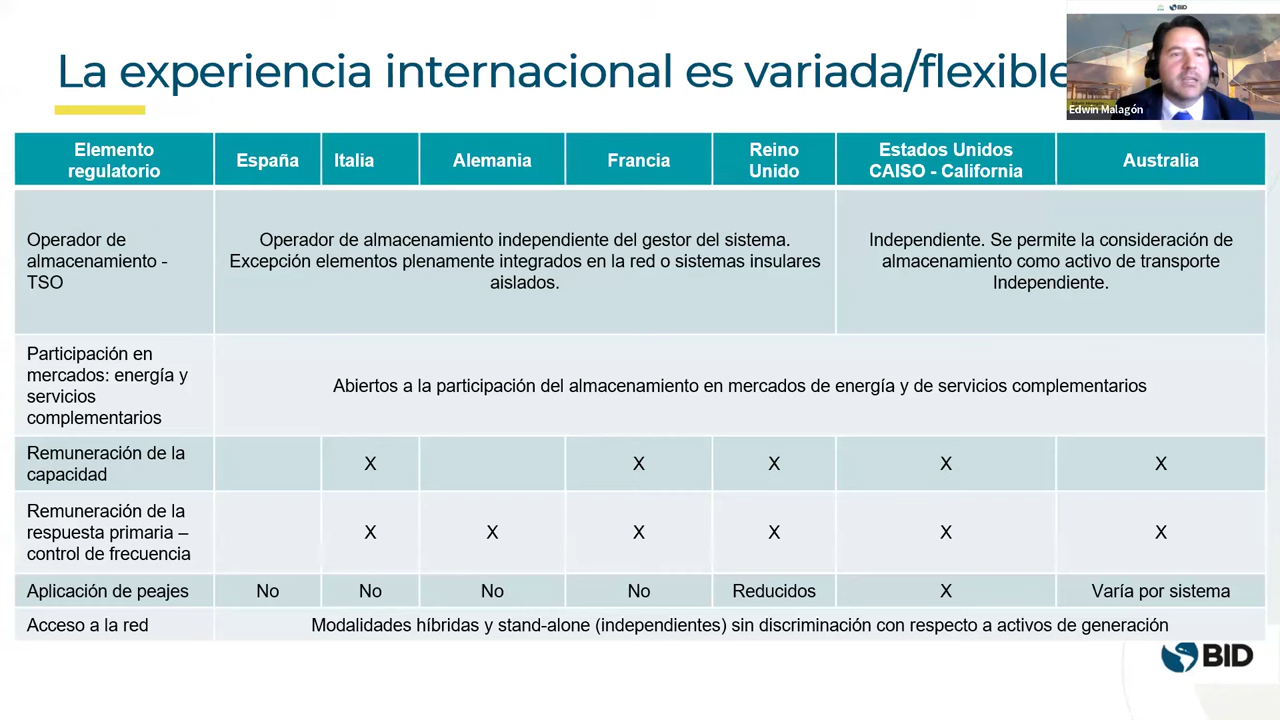 La experiencia internacional es variada/flexible
BID
Edwin Malagón
Elemento
regulatorio
España
Italia
Alemania
Francia
Reino
Unido
Estados Unidos
CAISO - California
Australia
Operador de
almacenamiento -
TSO
Operador de almacenamiento independiente del gestor del sistema.
Excepción elementos plenamente integrados en la red o sistemas insulares
aislados.
Independiente. Se permite la consideración de
almacenamiento como activo de transporte
Independiente.
Participación en
mercados: energía y
servicios
complementarios
Abiertos a la participación del almacenamiento en mercados de energía y de servicios complementarios
Remuneración de la
capacidad
X
X
X
X
X
Remuneración de la
respuesta primaria –
control de frecuencia
X
X
X
X
X
X
Aplicación de peajes
No
No
No
No
Reducidos
X
Varía por sistema
Acceso a la red
Modalidades híbridas y stand-alone (independientes) sin discriminación con respecto a activos de generación
BID